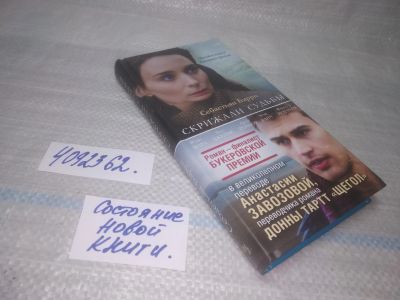 Себастьян Барри
СКРИЖАЛИ СУДЬБЫ
Роман – финалист
БУКЕРОВСКОЙ
ПРЕМИИ
в великолепном
переводе
АНАСТАСИИ
ЗАВОЗОВОЙ,
переводчика романа
ДОННЫ ТАРТТ «ЩЕГОЛ»
4092362.
Состояние
новой
книги.